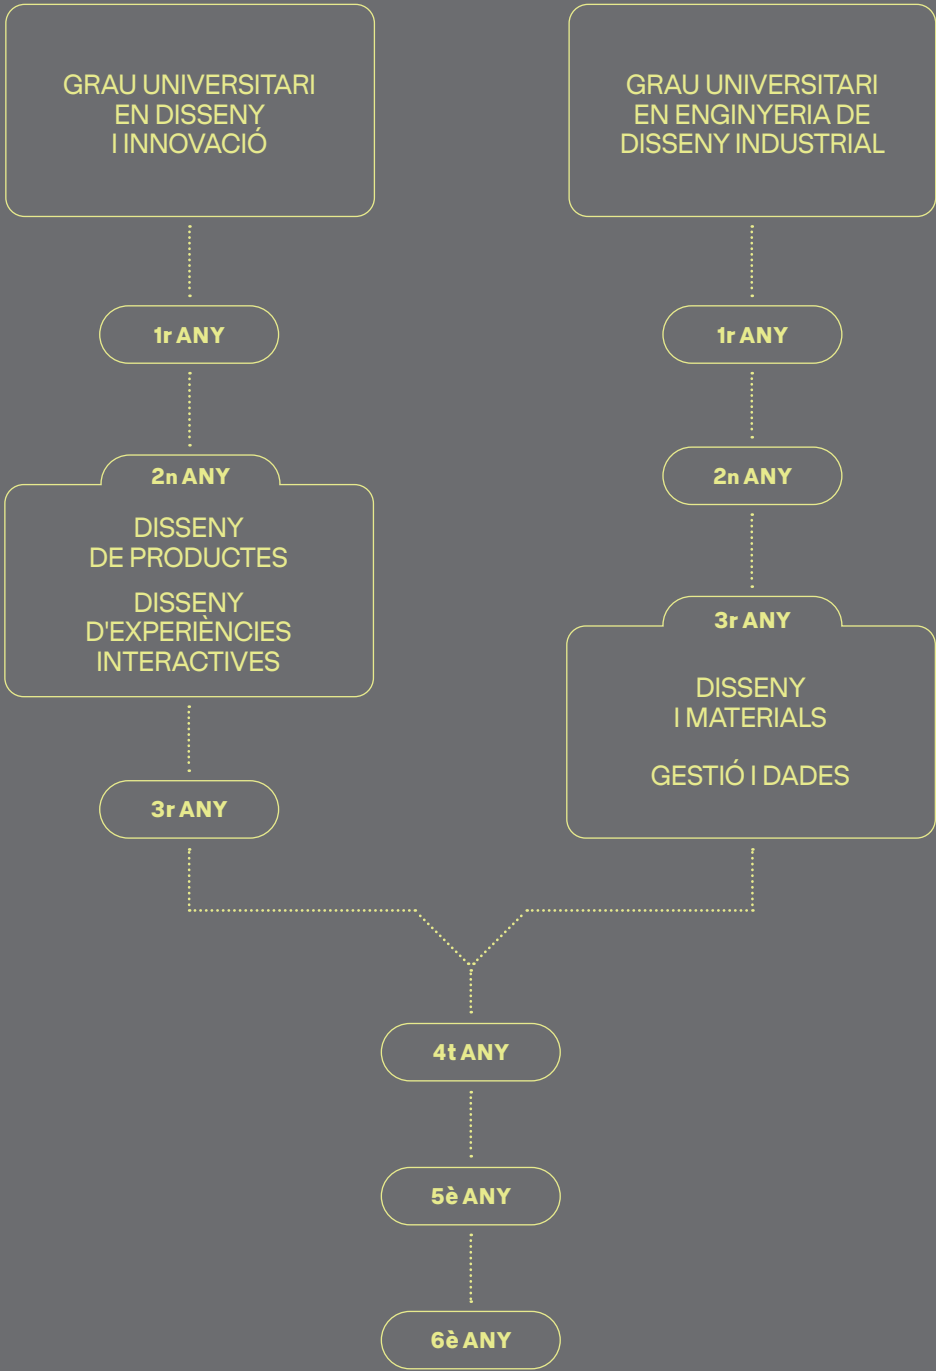 GRAU UNIVERSITARI
EN DISSENY
I INNOVACIÓ
1r ANY
2n ANY
DISSENY
DE PRODUCTES
DISSENY
D'EXPERIÈNCIES
INTERACTIVES
3r ANY
GRAU UNIVERSITARI
EN ENGINYERIA DE
DISSENY INDUSTRIAL
1r ANY
2n ANY
3r ANY
DISSENY
I MATERIALS
GESTIÓ I DADES
4t ANY
5è ANY
6è ANY